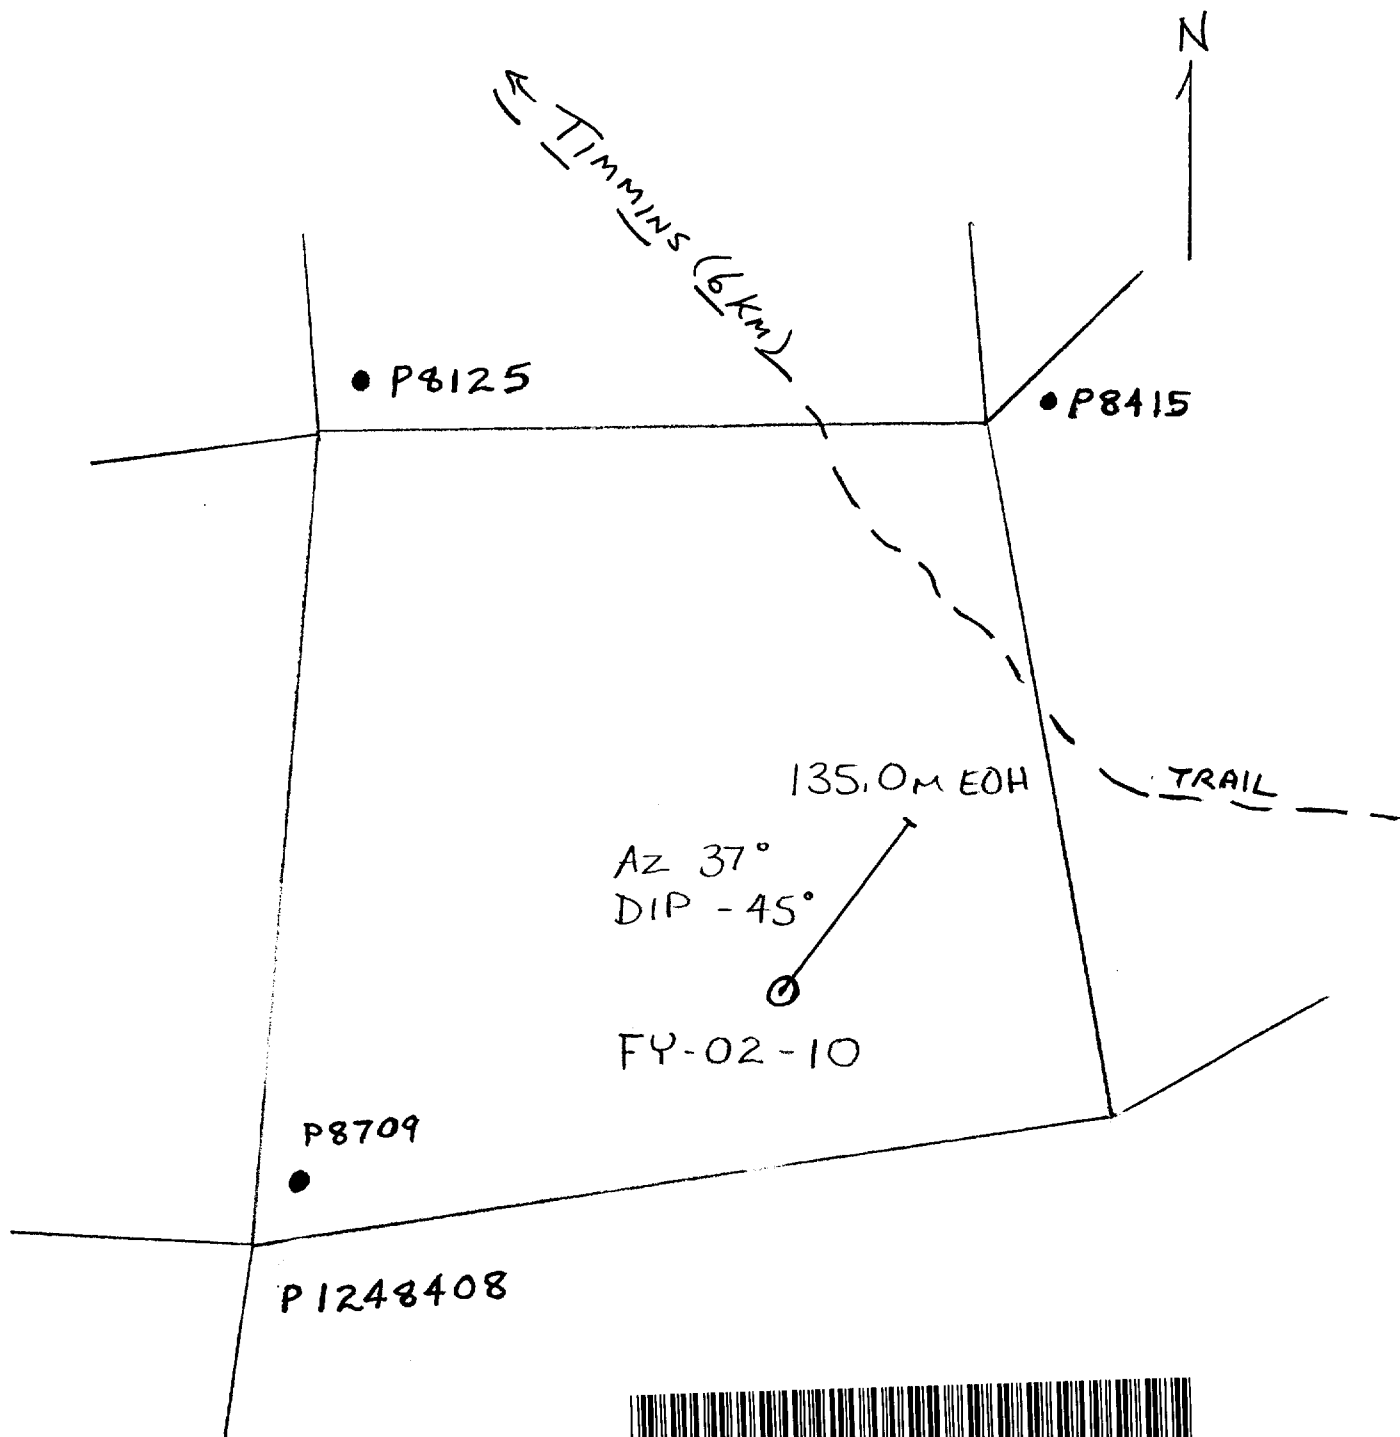 N
TIMMINS (6 KM)
P8125
P8415
135.0M EOH
TRAIL
AZ 37°
DIP -45°
FY-02-10
P8709
P1248408